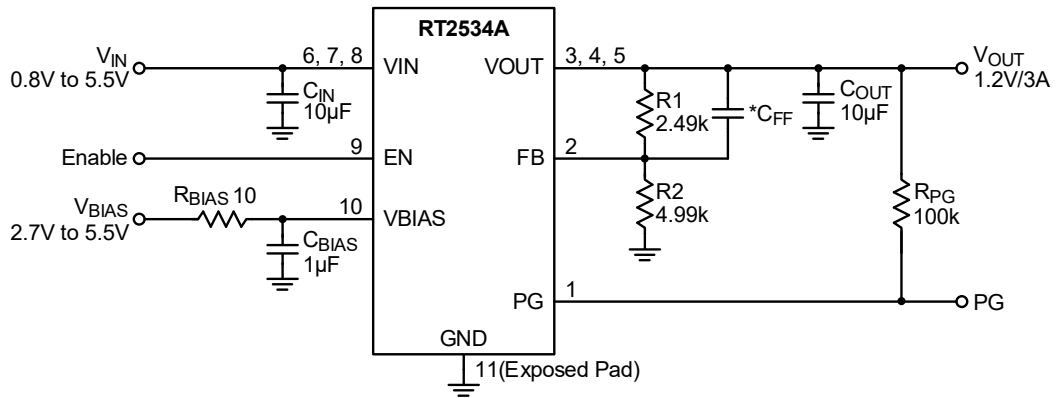 RT2534A
VIN
0.8V to 5.5V
CIN
10µF
6, 7, 8
VIN
VOUT
3, 4, 5
R1
2.49k
*CFF
COUT
10µF
VOUT
1.2V/3A
Enable
9
EN
FB
2
R2
4.99k
RPG
100k
VBIAS
2.7V to 5.5V
RBIAS 10
10
VBIAS
CBIAS
1µF
PG
1
PG
GND
11(Exposed Pad)